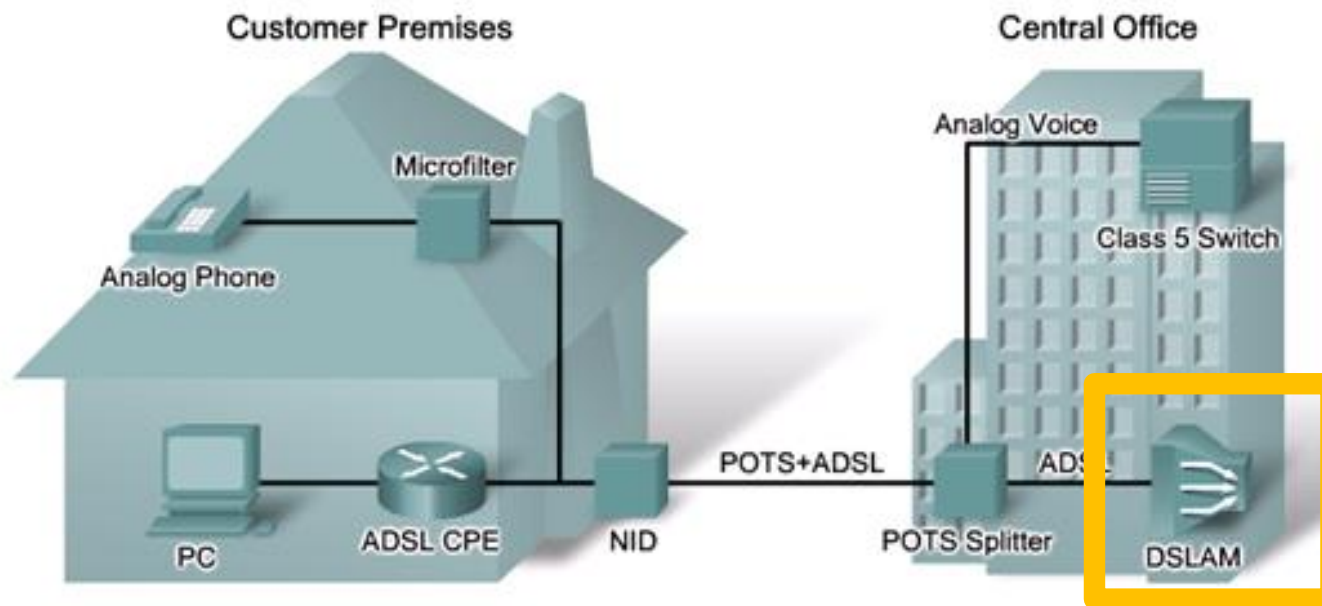 Customer Premises
Central Office
Analog Voice
Microfilter
Class 5 Switch
Analog Phone
POTS+ADSL
ADSL
PC
ADSL CPE
NID
POTS Splitter
DSLAM